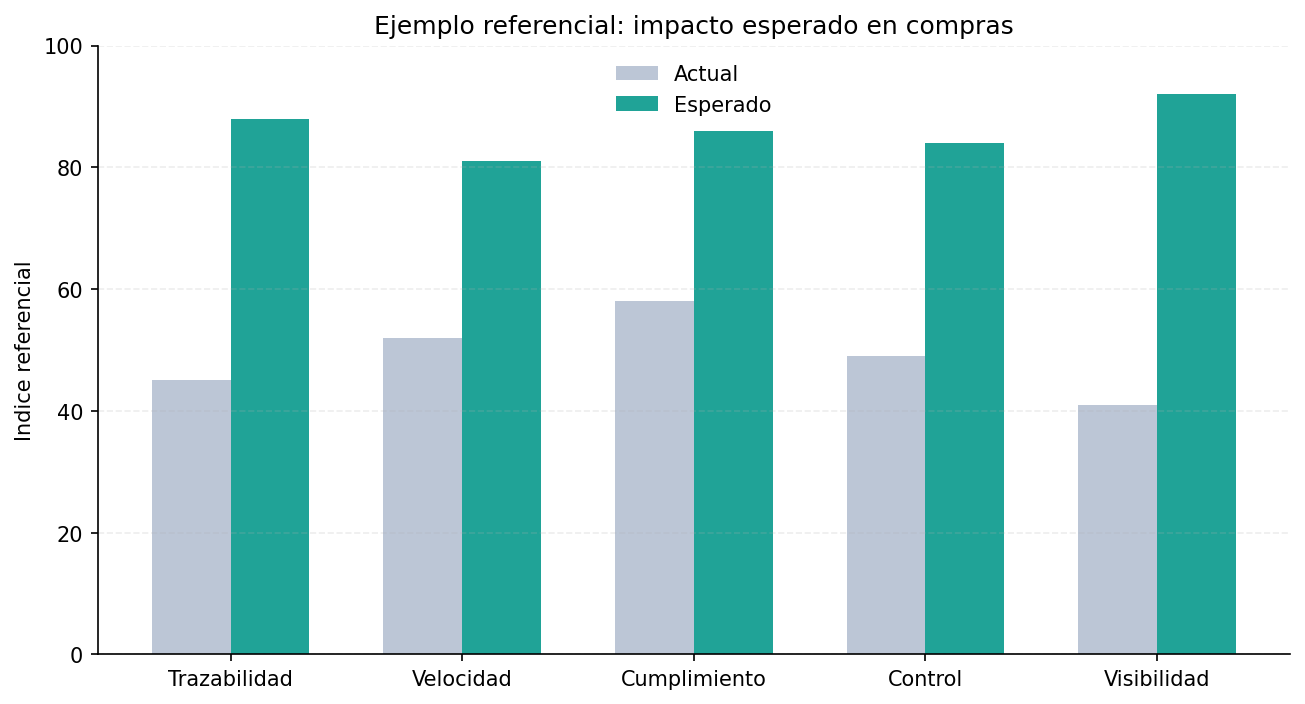 Ejemplo referencial: impacto esperado en compras
Actual
Esperado
Indice referencial
100
80
60
40
20
0
Trazabilidad Velocidad Cumplimiento Control Visibilidad